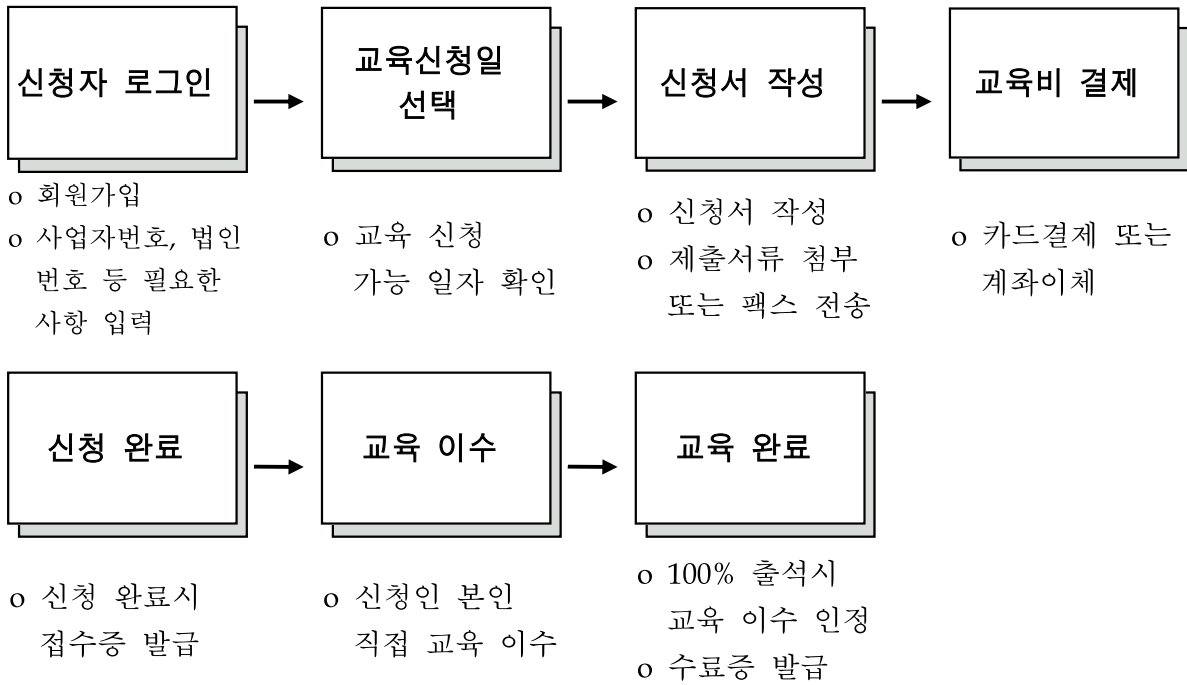 신청자 로그인
교육신청일
선택
신청서 작성
교육비 결제
o 회원가입
o 사업자번호, 법인
번호 등 필요한
사항 입력
o 교육 신청
가능 일자 확인
o 신청서 작성
o 제출서류 첨부
또는 팩스 전송
o 카드결제 또는
계좌이체
신청 완료
교육 이수
교육 완료
o 신청 완료시
접수증 발급
o 신청인 본인
직접 교육 이수
o 100% 출석시
교육 이수 인정
o 수료증 발급